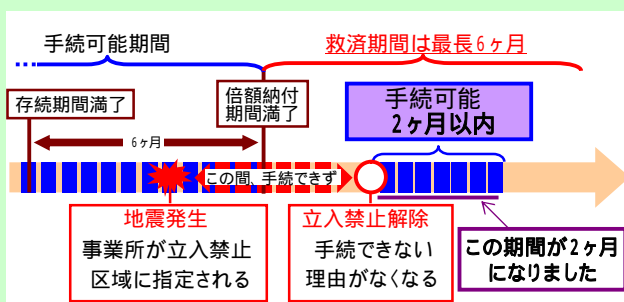 手続可能期間
救済期間は最長6ヶ月
存続期間満了
倍額納付
期間満了
手続可能
2ヶ月以内
6ヶ月
この間、手続できず
地震発生
事業所が立入禁止
区域に指定される
立入禁止解除
手続できない
理由がなくなる
この期間が2ヶ月
になりました